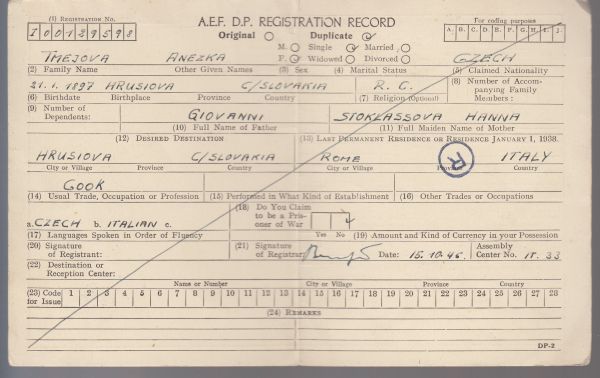 (1) REGISTRATION NO. A.E.F. D.P. REGISTRATION RECORD For coding purposes
I 00129598 Original Duplicate A. B. C. D. E. F. G. H. I. J.
M. Single Married
TMEJOVA ANEZKA F. Widowed Divorced CZECH
(2) Family Name Other Given Names (3) Sex (4) Marital Status (5) Claimed Nationality
21.1.1897 HRUSIOVA C/SLOVAKIA R. C. (8) Number of Accom-
(6) Birthdate Birthplace Province Country (7) Religion (Optional) panying Family Members:
(9) Number of Dependents: GIOVANNI STOKLASSOVA HANNA
(10) Full Name of Father (11) Full Maiden Name of Mother
(12) DESIRED DESTINATION (13) LAST PERMANENT RESIDENCE OR RESIDENCE JANUARY 1, 1938.
HRUSIOVA C/SLOVAKIA ROME R ITALY
City or Village Province Country City or Village Province Country
COOK
(14) Usual Trade, Occupation or Profession (15) Performed in What Kind of Establishment (16) Other Trades or Occupations
(18) Do You Claim to be a Pris- oner of War
a. CZECH b. ITALIAN c. Yes No
(17) Languages Spoken in Order of Fluency (19) Amount and Kind of Currency in your Possession
(20) Signature of Registrant: (21) Signature of Registrar Date: 15.10.46. Assembly Center No. IT. 33
(22) Destination or Reception Center:
Name or Number City or Village Province Country
(23) Code for Issue 1 2 3 4 5 6 7 8 9 10 11 12 13 14 15 16 17 18 19 20 21 22 23 24 25 26 27 28
(24) REMARKS
DP-2